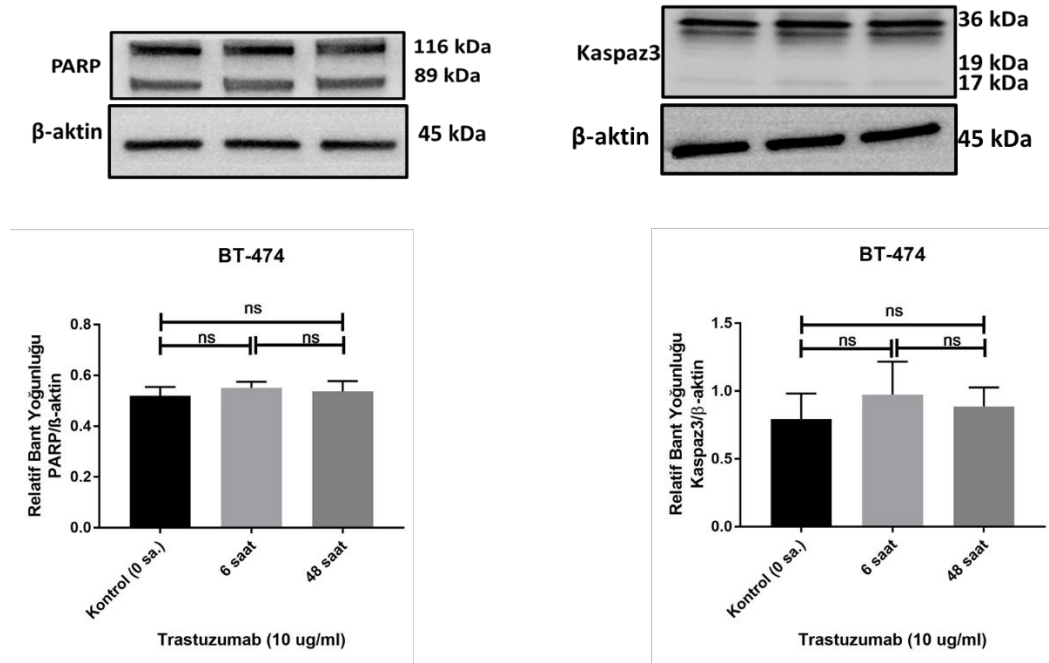 PARP
116 kDa
89 kDa
β-aktin
45 kDa
Kaspaz3
36 kDa
19 kDa
17 kDa
β-aktin
45 kDa
BT-474
ns
ns
ns
0.8
0.6
0.4
0.2
0.0
Relatif Bant Yoğunluğu
PARP/ß-aktin
Kontrol (0 sa.)
6 saat
48 saat
Trastuzumab (10 ug/ml)
BT-474
ns
ns
ns
1.5
1.0
0.5
0.0
Relatif Bant Yoğunluğu
Kaspaz3/β-aktin
Kontrol (0 sa.)
6 saat
48 saat
Trastuzumab (10 ug/ml)